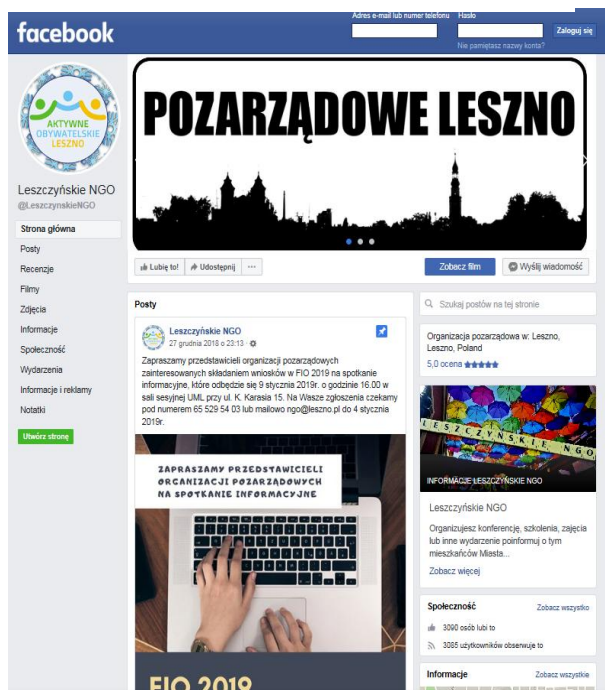 facebook
Adres e-mail lub numer telefonu
Hasło
Zaloguj się
Nie pamiętasz nazwy konta?
AKTYWNE
OBYWATELSKIE
LESZNO
Leszczyńskie NGO
@LeszczynskieNGO
Strona główna
Posty
Recenzje
Filmy
Zdjęcia
Informacje
Społeczność
Wydarzenia
Informacje i reklamy
Notatki
Utwórz stronę
POZARZĄDOWE LESZNO
Lubię to!
Udostępnij
Zobacz film
Wyślij wiadomość
Posty
Leszczyńskie NGO
27 grudnia 2018 o 23:13
Zapraszamy przedstawicieli organizacji pozarządowych
zainteresowanych składaniem wniosków w FIO 2019 na spotkanie
informacyjne, które odbędzie się 9 stycznia 2019r. o godzinie 16.00 w
sali sesyjnej UML przy ul. K. Karasia 15. Na Wasze zgłoszenia czekamy
pod numerem 65 529 54 03 lub mailowo ngo@leszno.pl do 4 stycznia
2019r.
ZAPRASZAMY PRZEDSTAWICIELI
ORGANIZACJI POZARZĄDOWYCH
NA SPOTKANIE INFORMACYJNE
FIO 2019
Szukaj postów na tej stronie
Organizacja pozarządowa w: Leszno,
Leszno, Poland
5,0 ocena ★★★★★
LESZCZYŃSKIE NGO
INFORMACJE LESZCZYŃSKIE NGO
Leszczyńskie NGO
Organizujesz konferencję, szkolenia, zajęcia
lub inne wydarzenie poinformuj o tym
mieszkańców Miasta...
Zobacz więcej
Społeczność
Zobacz wszystko
3090 osób lubi to
3085 użytkowników obserwuje to
Informacje
Zobacz wszystkie